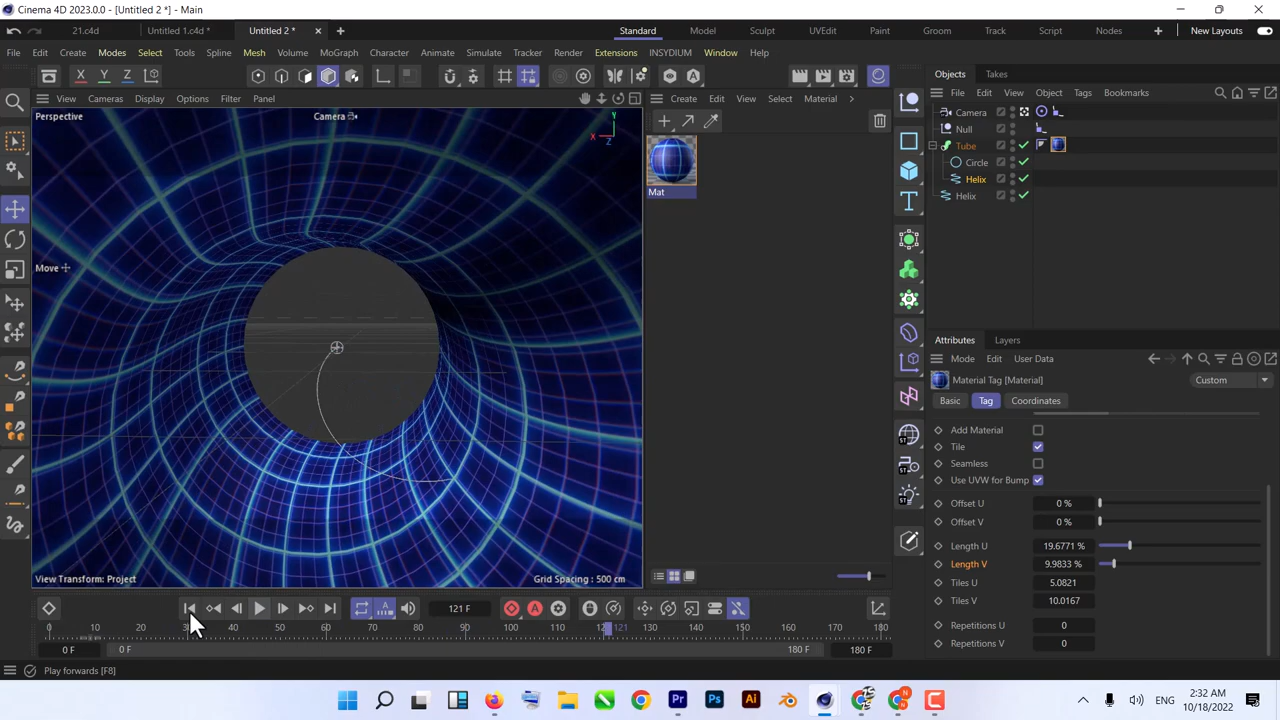 Cinema 4D 2023.0.0 - [Untitled 2 *] - Main
21.c4d
Untitled 1.c4d *
Untitled 2 *
Standard
Model
Sculpt
UVEdit
Paint
Groom
Track
Script
Nodes
New Layouts
File
Edit
Create
Modes
Select
Tools
Spline
Mesh
Volume
MoGraph
Character
Animate
Simulate
Tracker
Render
Extensions
INSYDIUM
Window
Help
X
Y
Z
Objects
Takes
View
Cameras
Display
Options
Filter
Panel
Create
Edit
View
Select
Material
File
Edit
View
Object
Tags
Bookmarks
Perspective
Camera
Y
X
Z
Camera
Null
Tube
Circle
Helix
Helix
Mat
Move
Attributes
Layers
Mode
Edit
User Data
Material Tag [Material]
Custom
Basic
Tag
Coordinates
Add Material
Tile
Seamless
Use UVW for Bump
Offset U
0 %
Offset V
0 %
Length U
19.6771 %
Length V
9.9833 %
Tiles U
5.0821
Tiles V
10.0167
Repetitions U
0
Repetitions V
0
View Transform: Project
Grid Spacing : 500 cm
121 F
0
10
20
60
70
80
90
100
110
121
130
140
150
160
170
180
0 F
0 F
180 F
180 F
Play forwards [F8]
ENG
2:32 AM
10/18/2022